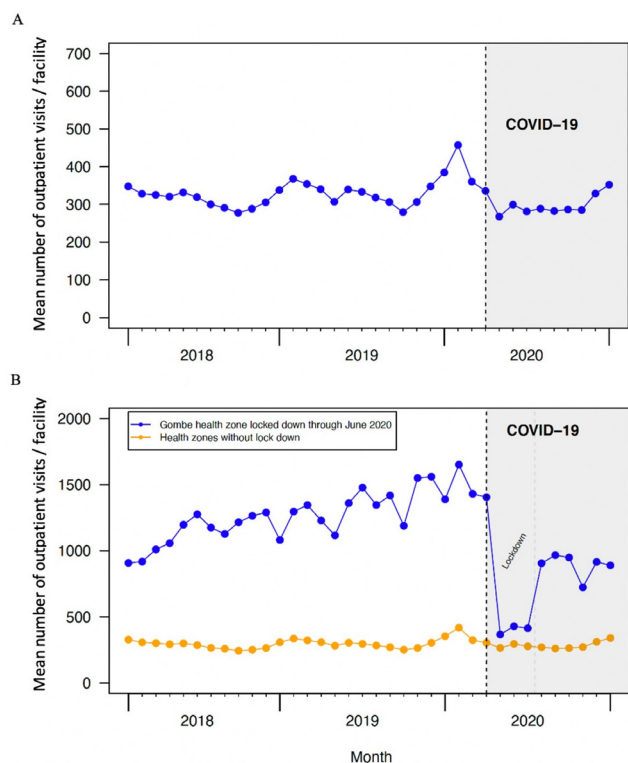 A
Mean number of outpatient visits / facility
700
600
500
400
300
200
100
0
COVID–19
2018
2019
2020
B
Mean number of outpatient visits / facility
2000
1500
1000
500
0
Gombe health zone locked down through June 2020
Health zones without lock down
COVID–19
Lockdown
2018
2019
2020
Month